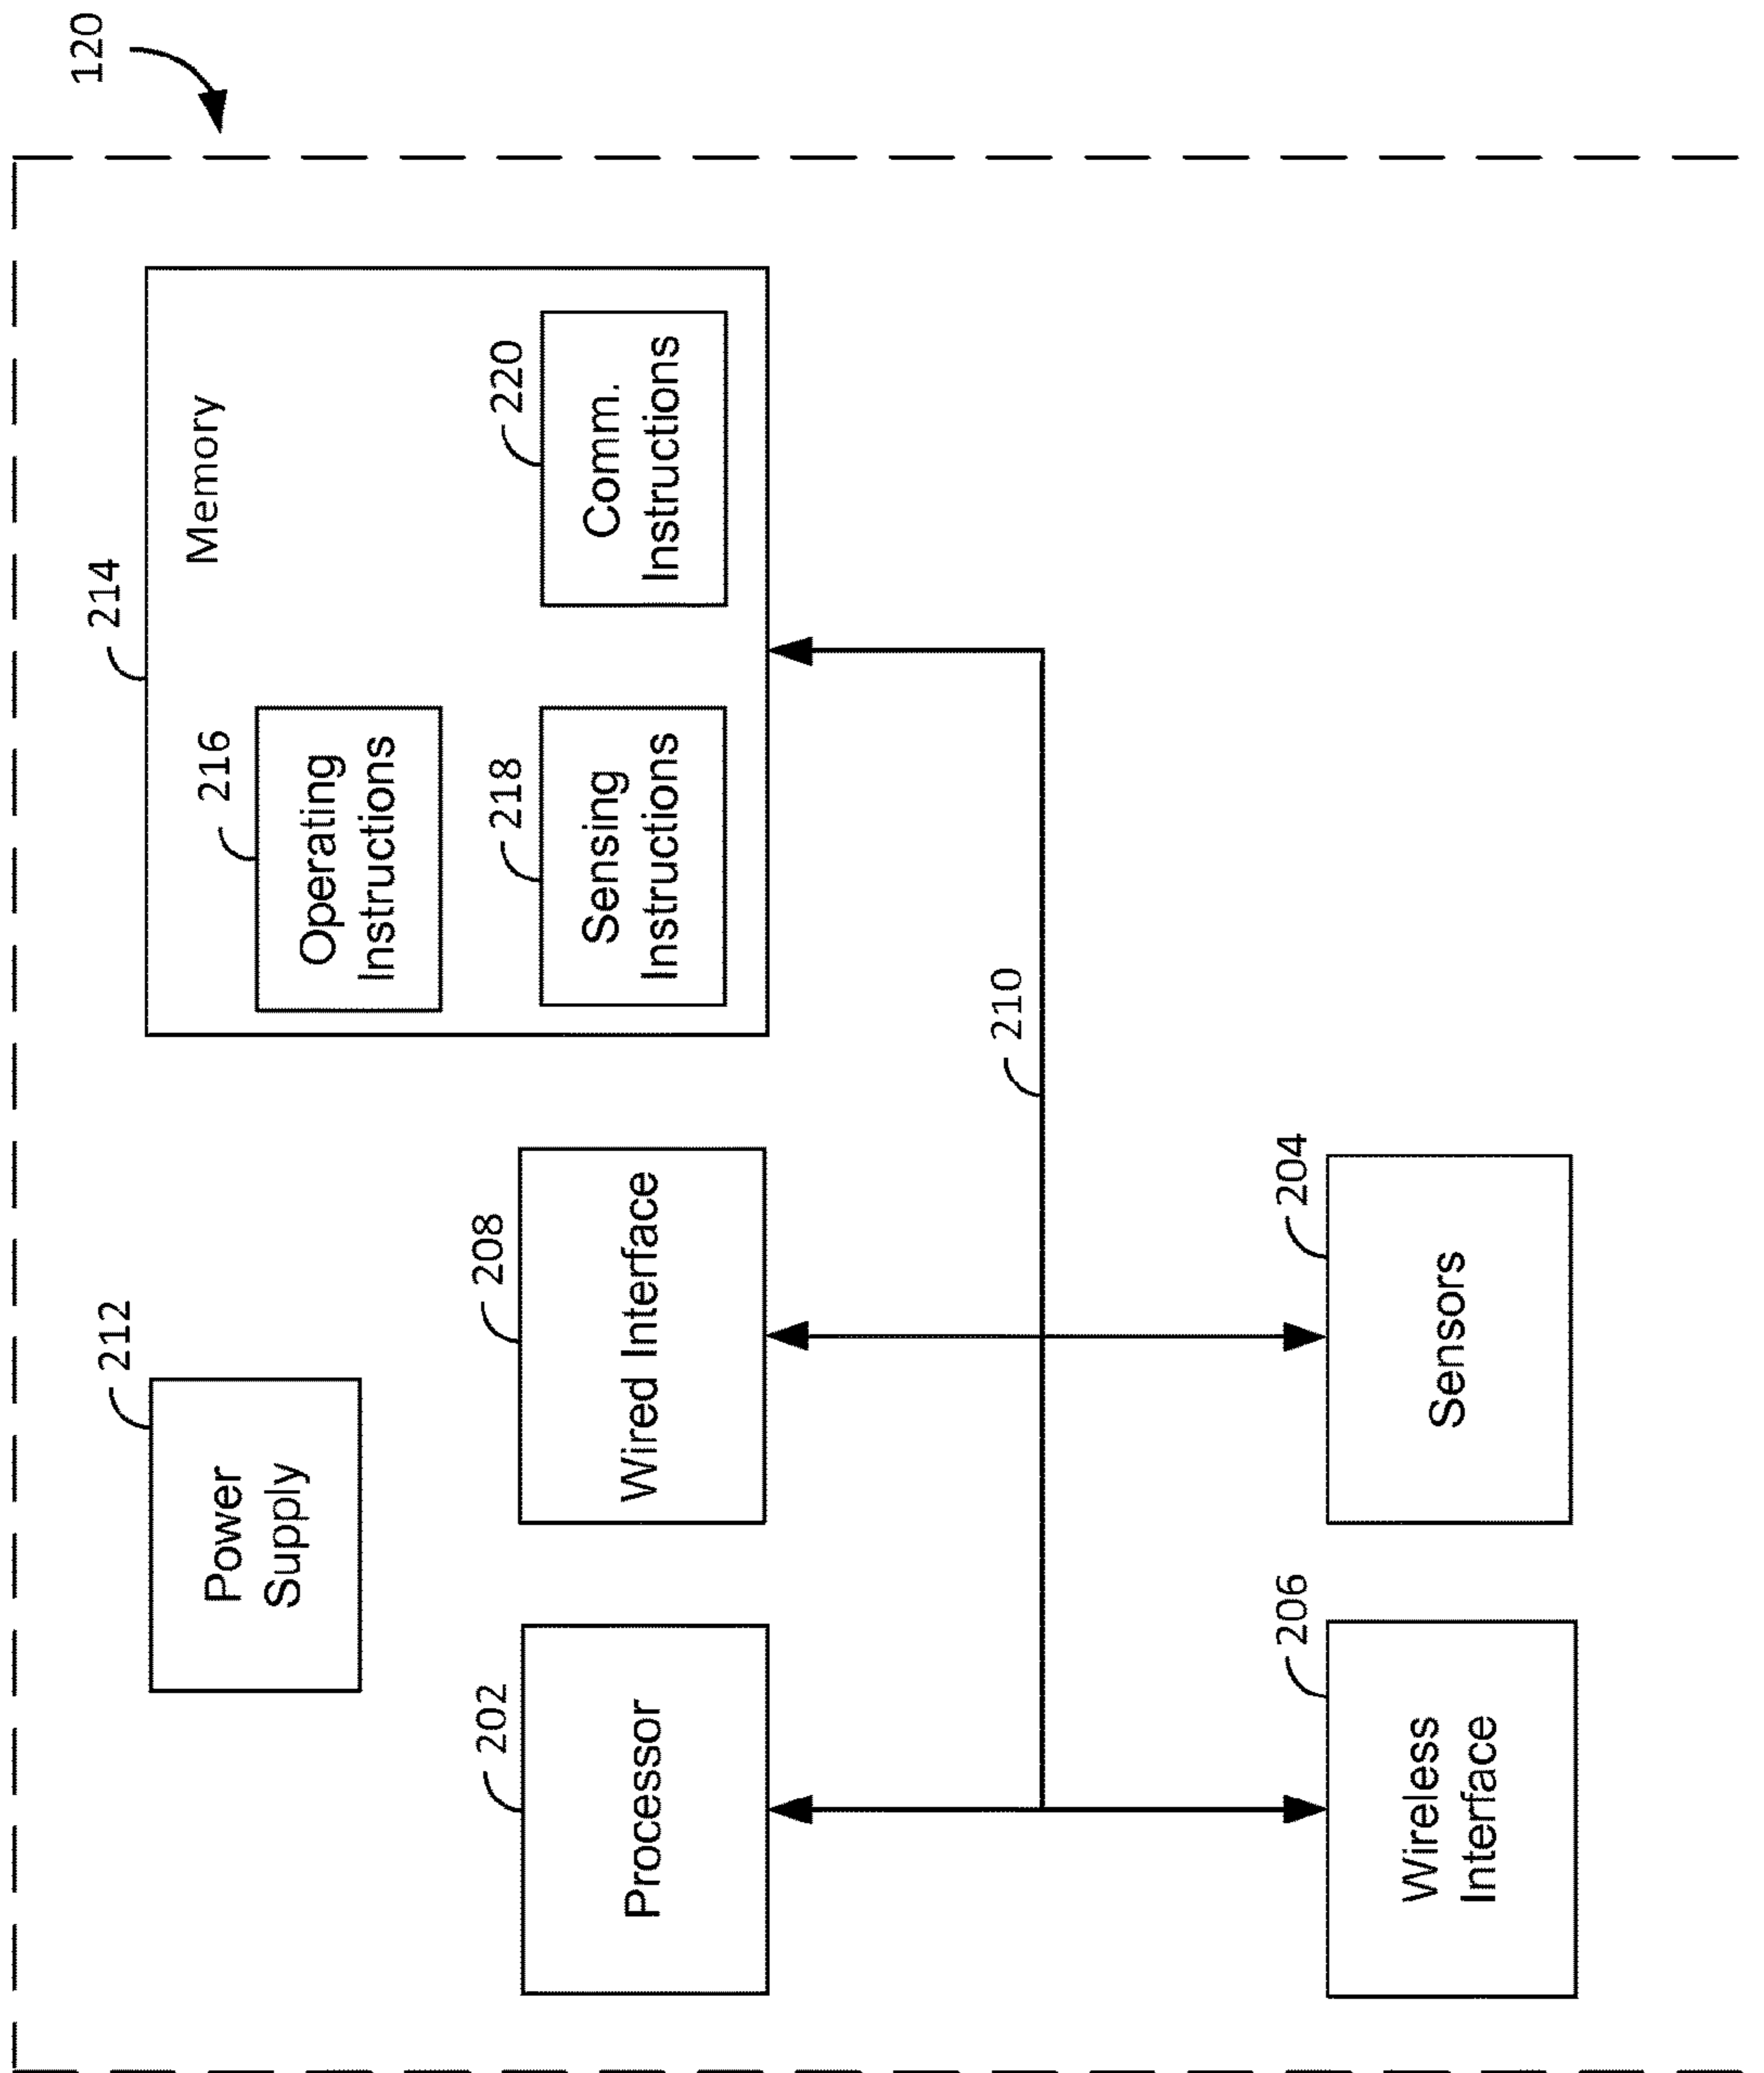 120
214
Memory
216
Operating
Instructions
218
Sensing
Instructions
220
Comm.
Instructions
212
Power
Supply
202
Processor
208
Wired Interface
210
206
Wireless
Interface
204
Sensors